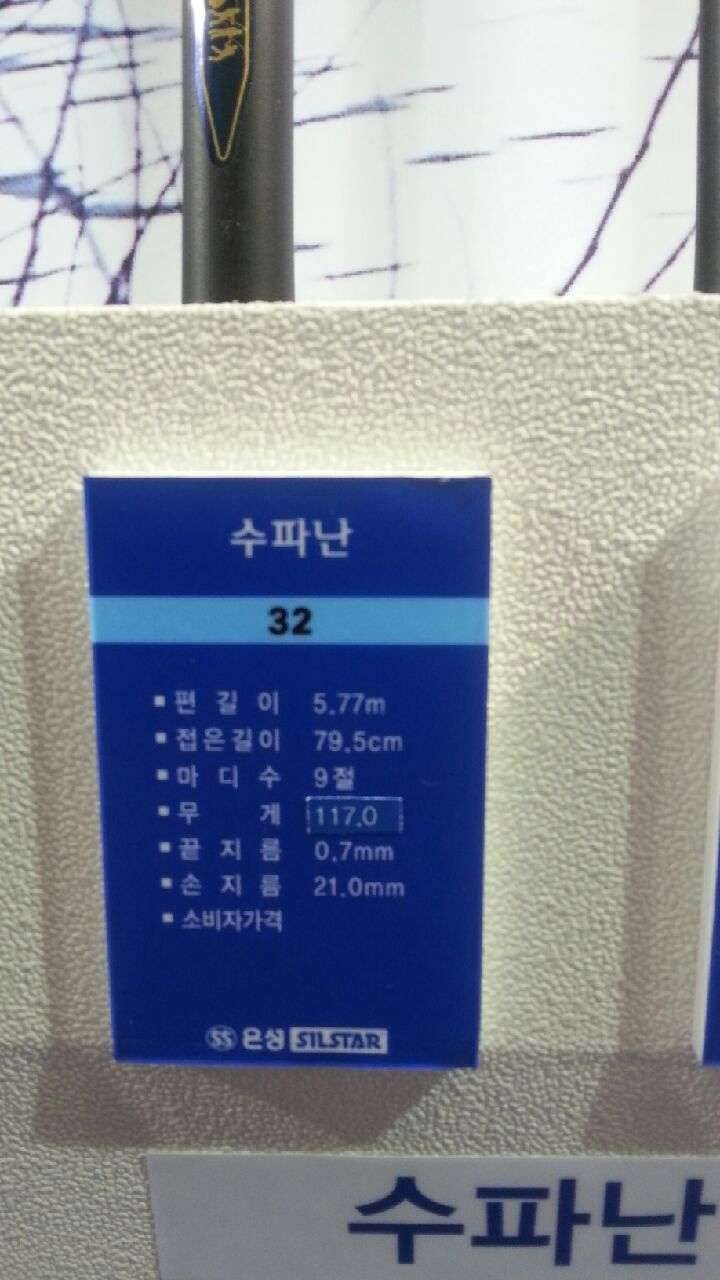 수파난
32
▪ 편 길 이 5.77m
▪ 접은길이 79.5cm
▪ 마 디 수 9절
▪ 무 게 117.0
▪ 끝 지 름 0.7mm
▪ 손 지 름 21.0mm
▪ 소비자가격
SS 은성 SILSTAR
수파난